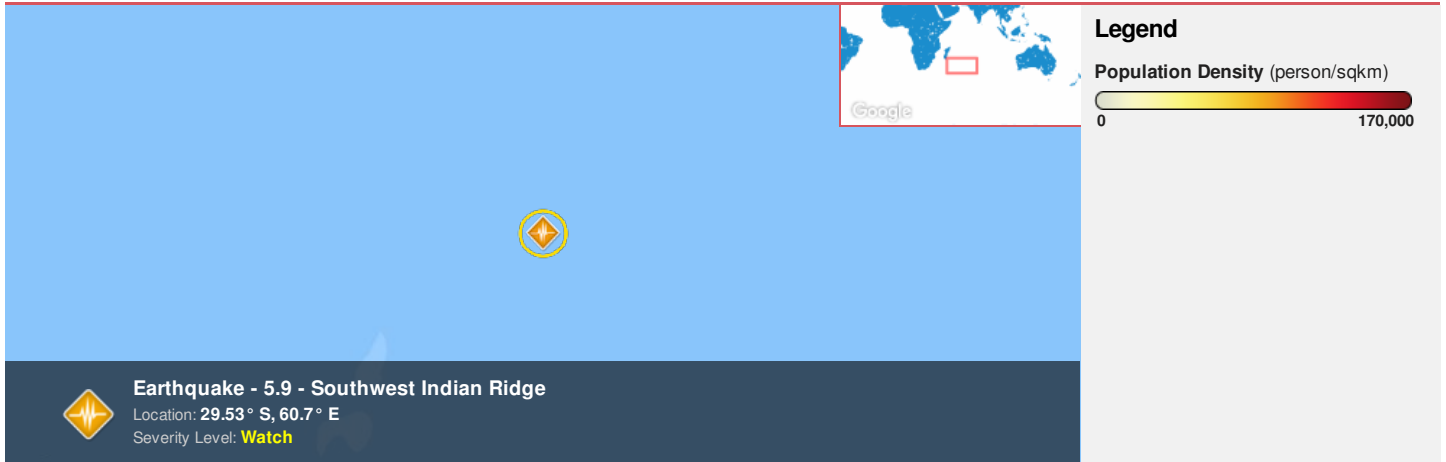 Google
Legend
Population Density (person/sqkm)
0 170,000
Earthquake - 5.9 - Southwest Indian Ridge
Location: 29.53° S, 60.7° E
Severity Level: Watch